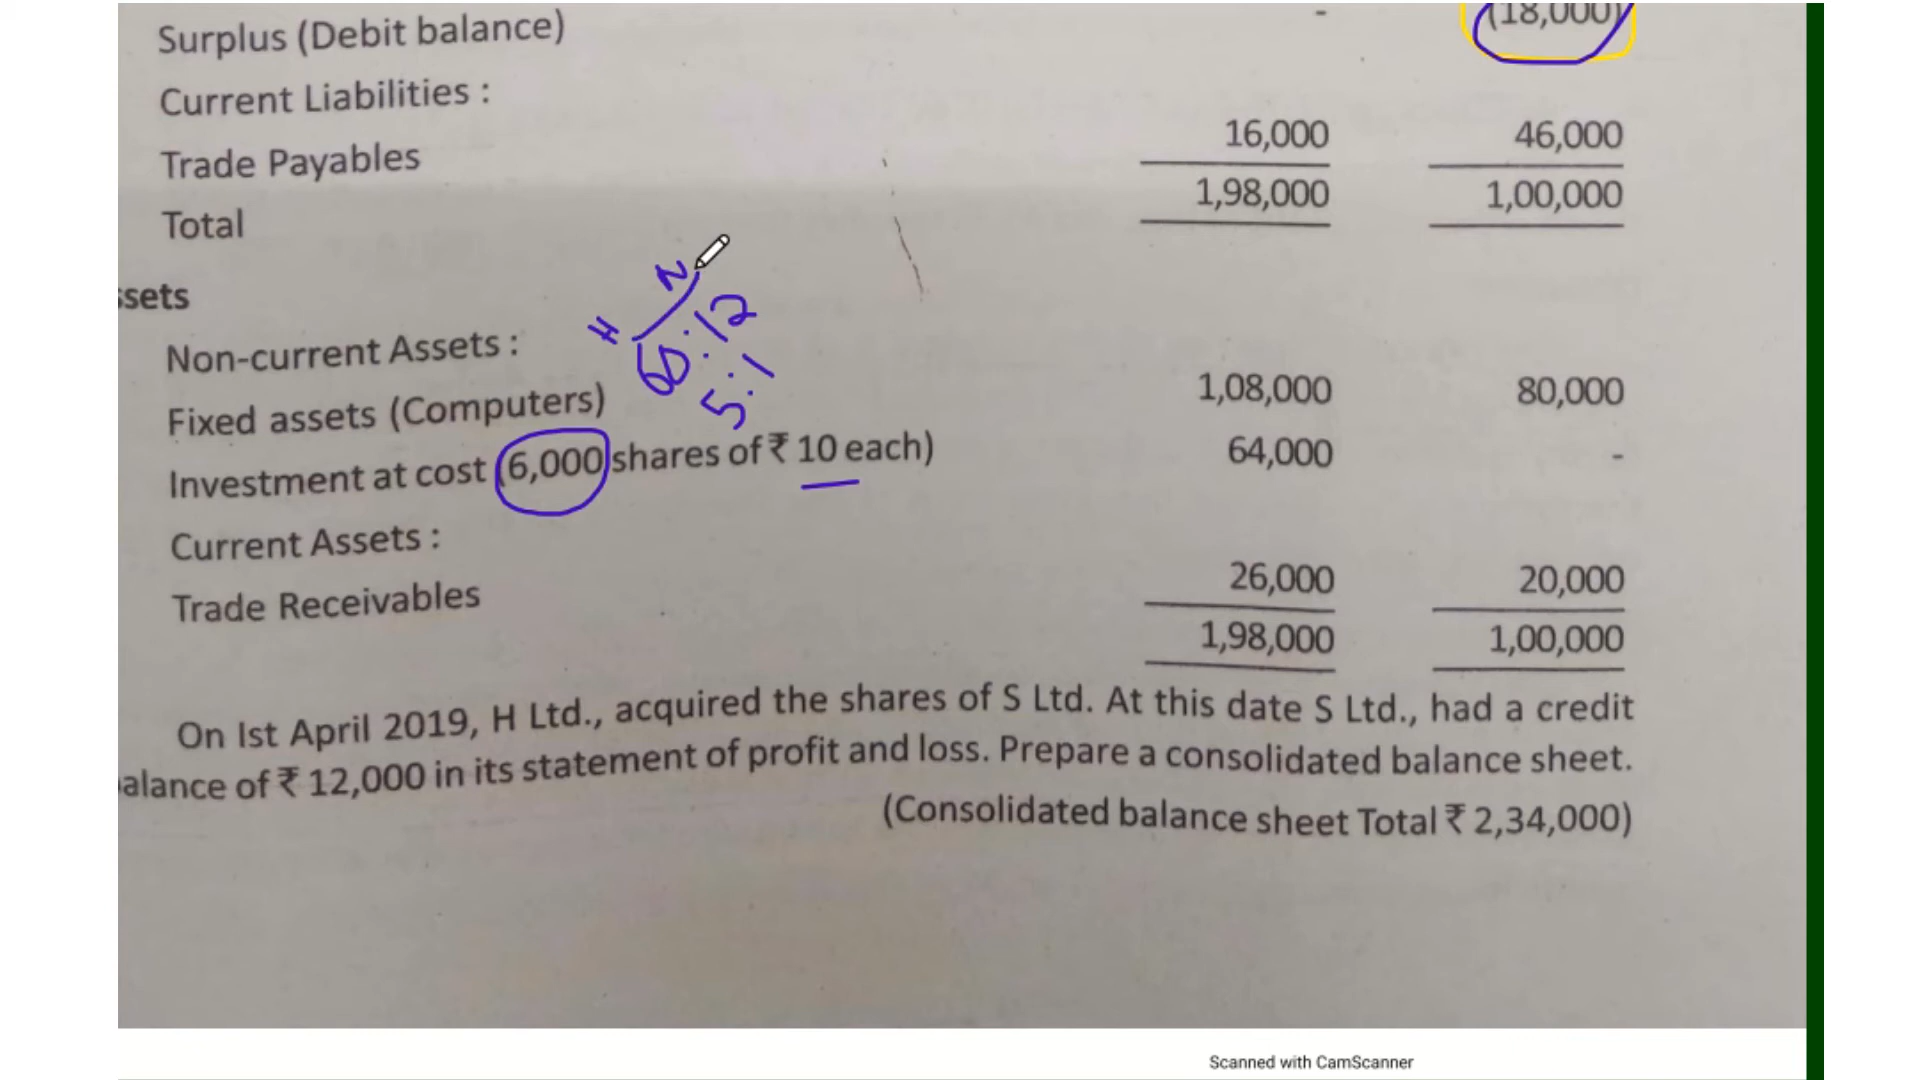 Surplus (Debit balance) - (18,000)
Current Liabilities :
Trade Payables 16,000 46,000
Total 1,98,000 1,00,000
ssets
Non-current Assets :
Fixed assets (Computers) 1,08,000 80,000
Investment at cost (6,000 shares of ₹ 10 each) 64,000 -
Current Assets :
Trade Receivables 26,000 20,000
1,98,000 1,00,000
H N
60 : 12
5 : 1
On Ist April 2019, H Ltd., acquired the shares of S Ltd. At this date S Ltd., had a credit
alance of ₹ 12,000 in its statement of profit and loss. Prepare a consolidated balance sheet.
(Consolidated balance sheet Total ₹ 2,34,000)
Scanned with CamScanner